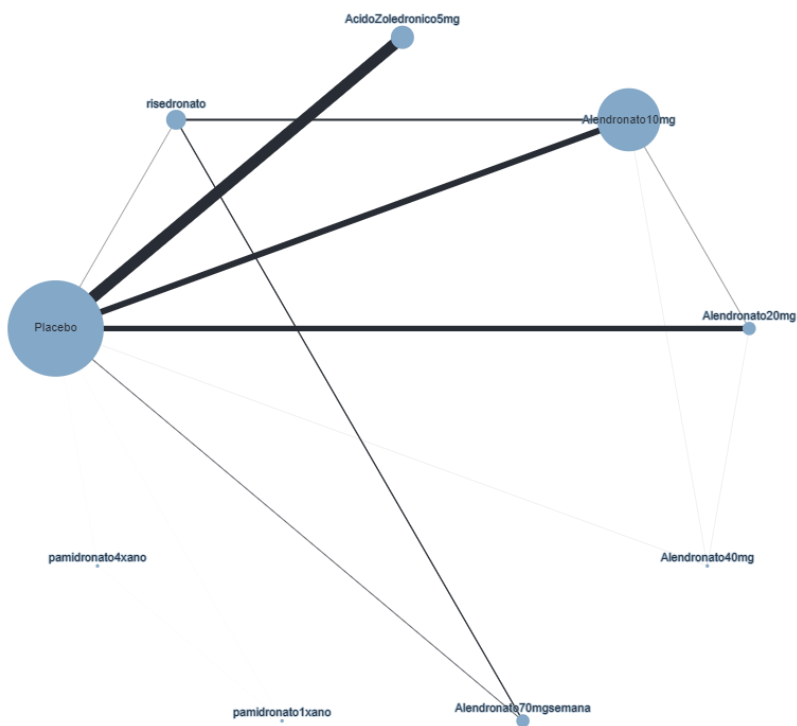 AcidoZoledronico5mg
risedronato
Alendronato10mg
Alendronato20mg
Placebo
pamidronato4xano
Alendronato40mg
pamidronato1xano
Alendronato70mgsemana